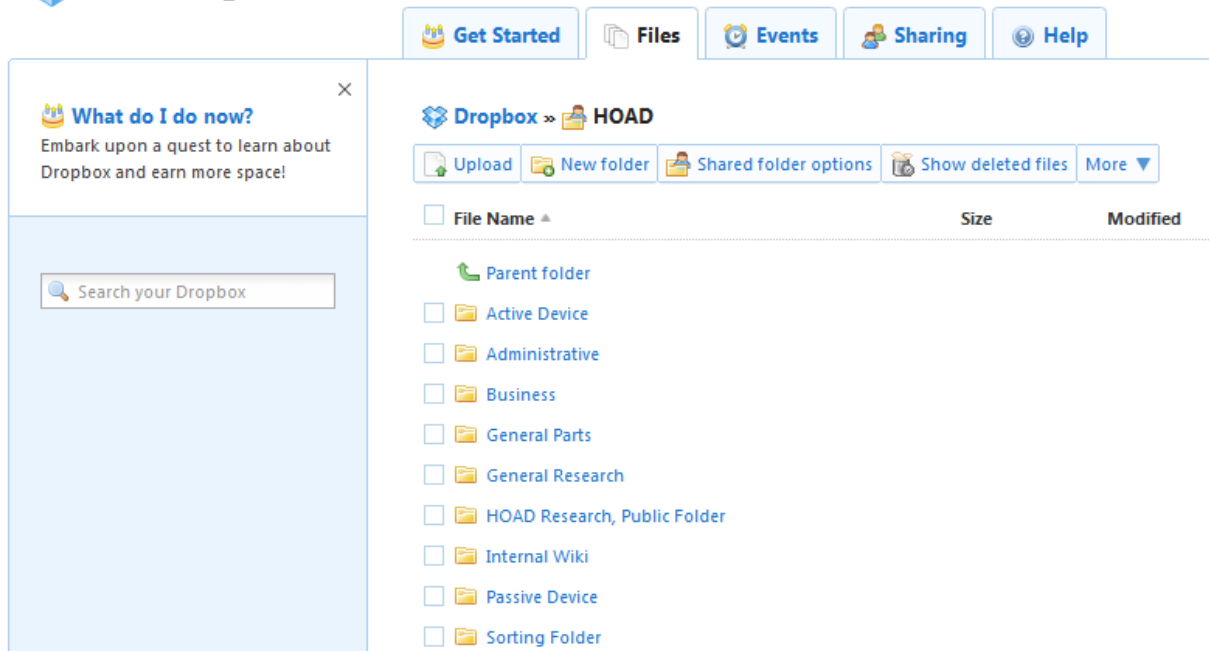 Get Started Files Events Sharing Help
What do I do now?
Embark upon a quest to learn about
Dropbox and earn more space!
Search your Dropbox
Dropbox » HOAD
Upload New folder Shared folder options Show deleted files More ▼
File Name ▲ Size Modified
Parent folder
Active Device
Administrative
Business
General Parts
General Research
HOAD Research, Public Folder
Internal Wiki
Passive Device
Sorting Folder